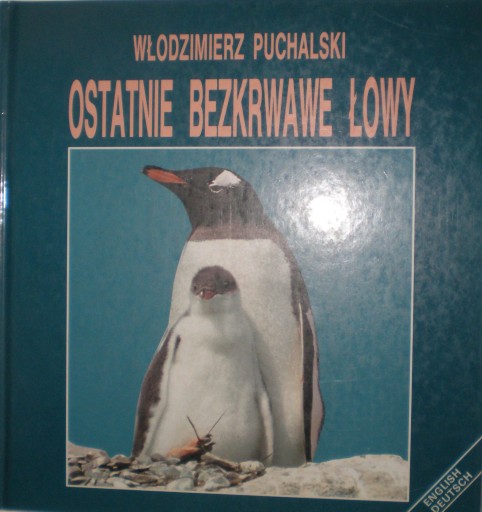 WŁODZIMIERZ PUCHALSKI
OSTATNIE BEZKRWAWE ŁOWY
ENGLISH
DEUTSCH